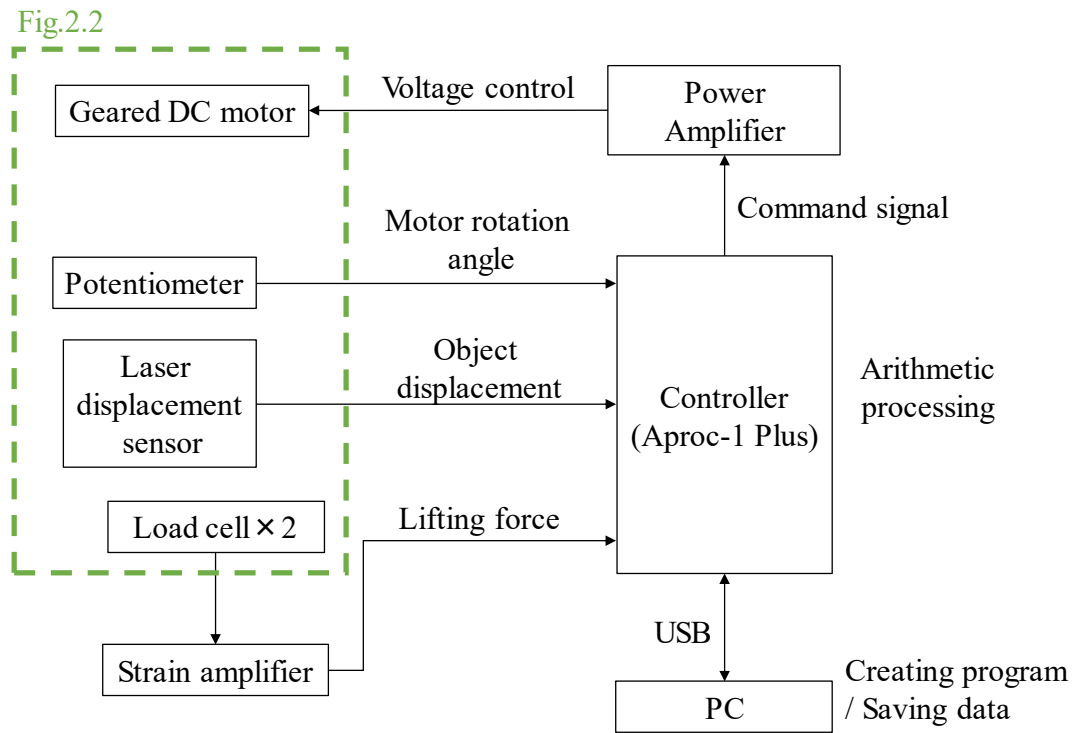 Fig.2.2
Geared DC motor
Voltage control
Power
Amplifier
Command signal
Motor rotation
angle
Potentiometer
Laser
displacement
sensor
Object
displacement
Controller
(Aproc-1 Plus)
Arithmetic
processing
Load cell × 2
Lifting force
Strain amplifier
USB
PC
Creating program
/ Saving data